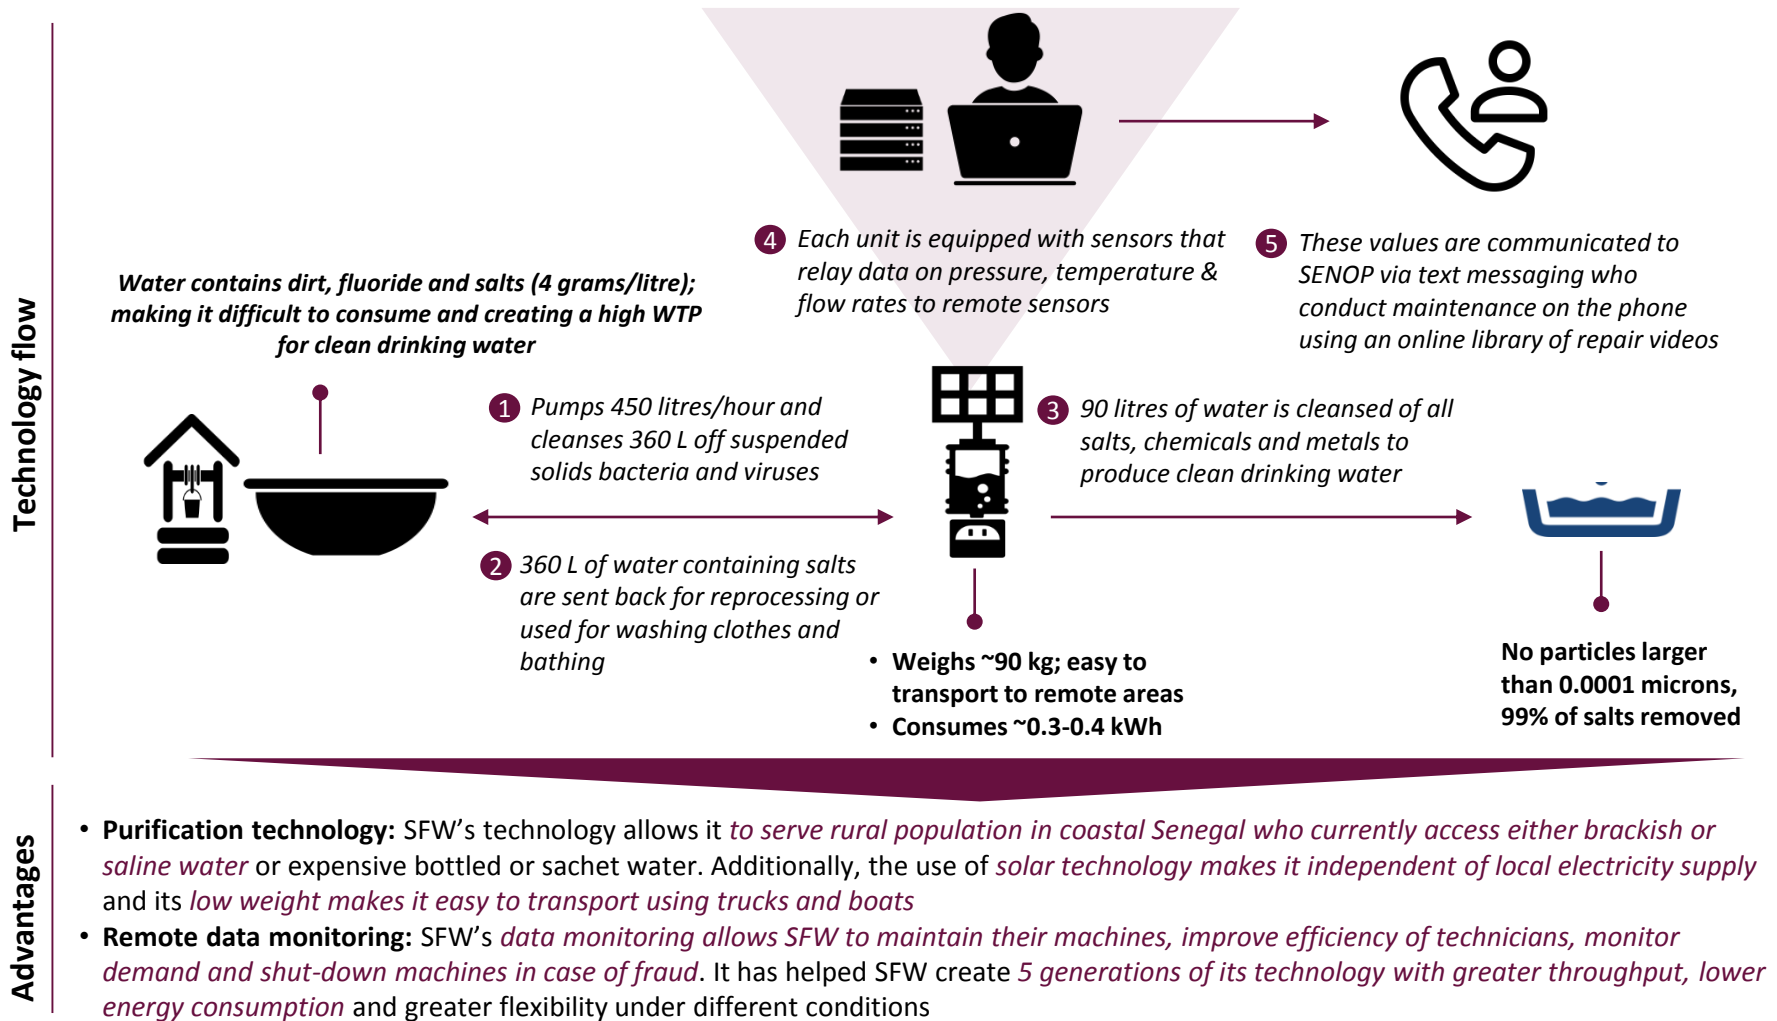 Technology flow
Water contains dirt, fluoride and salts (4 grams/litre);
making it difficult to consume and creating a high WTP
for clean drinking water
1 Pumps 450 litres/hour and
cleanses 360 L off suspended
solids bacteria and viruses
2 360 L of water containing salts
are sent back for reprocessing or
used for washing clothes and
bathing
3 90 litres of water is cleansed of all
salts, chemicals and metals to
produce clean drinking water
4 Each unit is equipped with sensors that
relay data on pressure, temperature &
flow rates to remote sensors
5 These values are communicated to
SENOP via text messaging who
conduct maintenance on the phone
using an online library of repair videos
• Weighs ~90 kg; easy to
transport to remote areas
• Consumes ~0.3-0.4 kWh
No particles larger
than 0.0001 microns,
99% of salts removed
Advantages
• Purification technology: SFW's technology allows it to serve rural population in coastal Senegal who currently access either brackish or
saline water or expensive bottled or sachet water. Additionally, the use of solar technology makes it independent of local electricity supply
and its low weight makes it easy to transport using trucks and boats
• Remote data monitoring: SFW's data monitoring allows SFW to maintain their machines, improve efficiency of technicians, monitor
demand and shut-down machines in case of fraud. It has helped SFW create 5 generations of its technology with greater throughput, lower
energy consumption and greater flexibility under different conditions